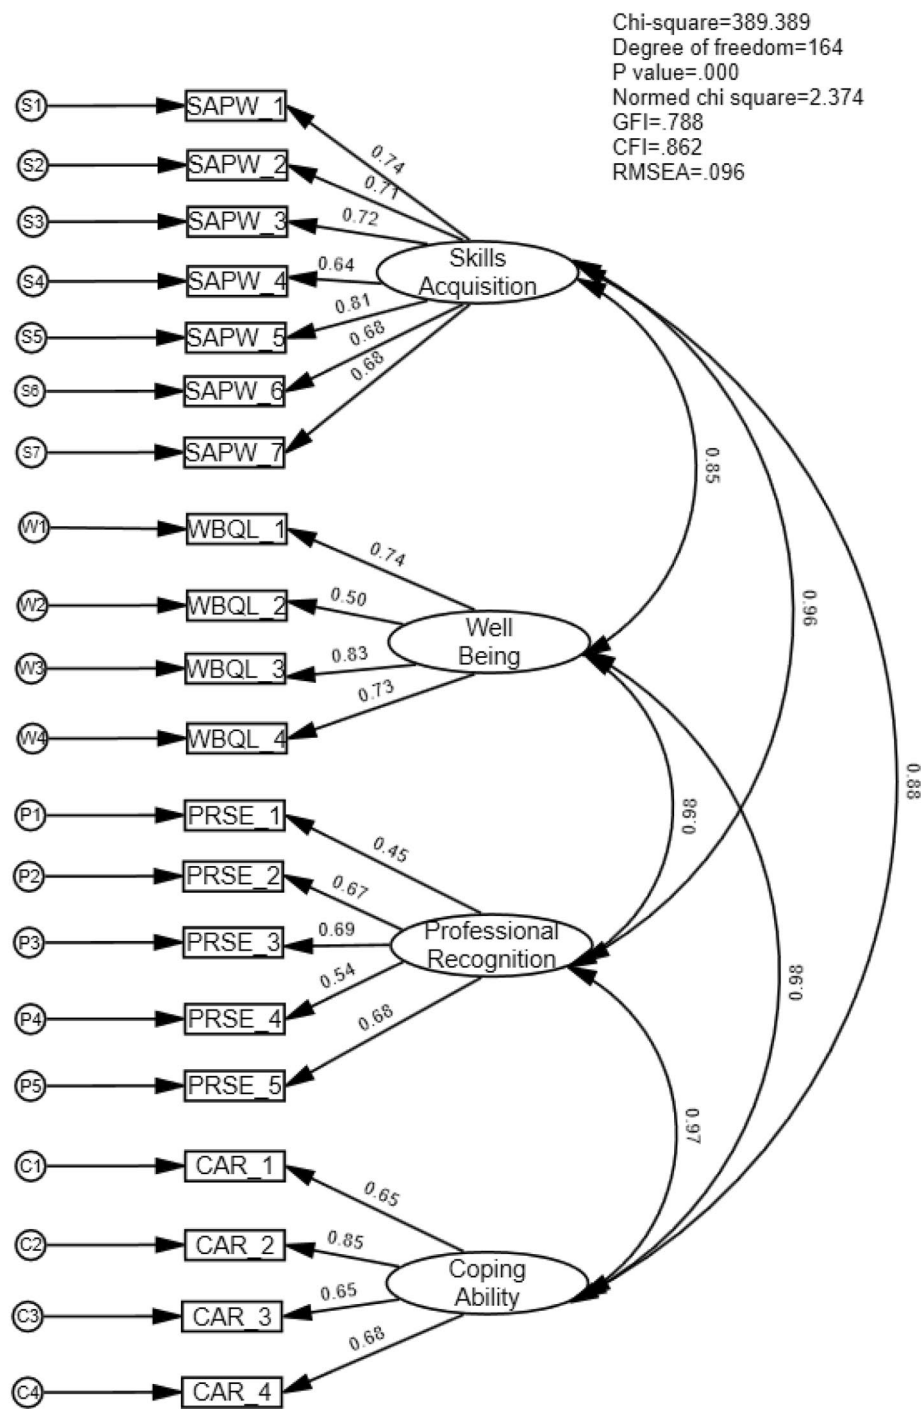 Chi-square=389.389
Degree of freedom=164
P value=.000
Normed chi square=2.374
GFI=.788
CFI=.862
RMSEA=.096
S1
SAPW_1
0.74
S2
SAPW_2
0.71
S3
SAPW_3
0.72
Skills
Acquisition
S4
SAPW_4
0.64
S5
SAPW_5
0.81
S6
SAPW_6
0.68
S7
SAPW_7
0.68
0.85
W1
WBQL_1
0.74
W2
WBQL_2
0.50
0.96
Well
Being
W3
WBQL_3
0.83
W4
WBQL_4
0.73
0.88
P1
PRSE_1
0.45
0.98
P2
PRSE_2
0.67
P3
PRSE_3
0.69
Professional
Recognition
P4
PRSE_4
0.54
0.98
P5
PRSE_5
0.68
0.97
C1
CAR_1
0.65
C2
CAR_2
0.85
Coping
Ability
C3
CAR_3
0.65
C4
CAR_4
0.68